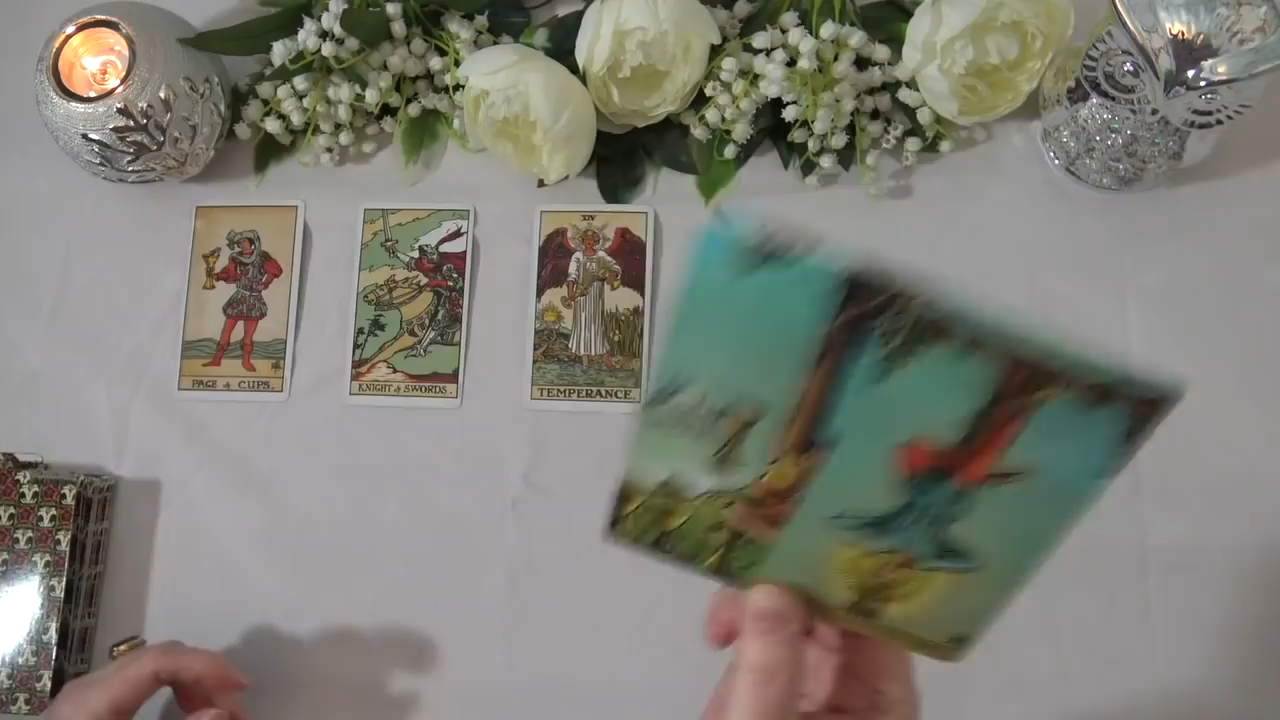 PAGE of CUPS.
KNIGHT of SWORDS.
XIV
TEMPERANCE.